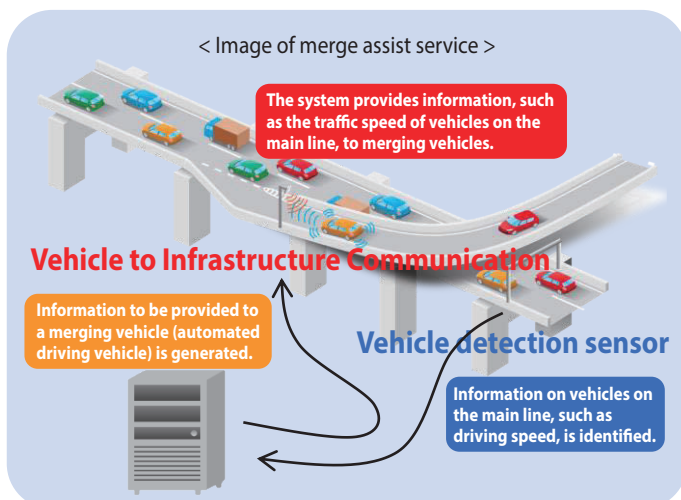 < Image of merge assist service >
The system provides information, such
as the traffic speed of vehicles on the
main line, to merging vehicles.
Vehicle to Infrastructure Communication
Information to be provided to
a merging vehicle (automated
driving vehicle) is generated.
Vehicle detection sensor
Information on vehicles on
the main line, such as
driving speed, is identified.